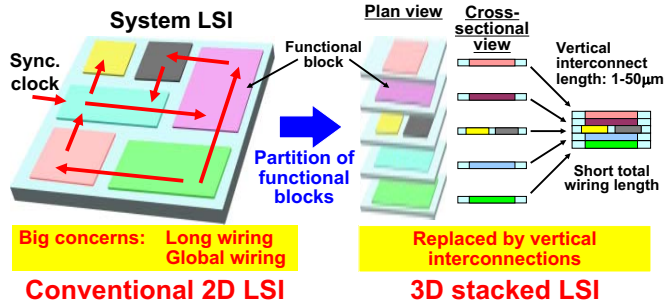 System LSI
Sync.
clock
Functional
block
Partition of
functional
blocks
Big concerns: Long wiring
Global wiring
Conventional 2D LSI
Plan view
Cross-
sectional
view
Vertical
interconnect
length: 1-50µm
Short total
wiring length
Replaced by vertical
interconnections
3D stacked LSI